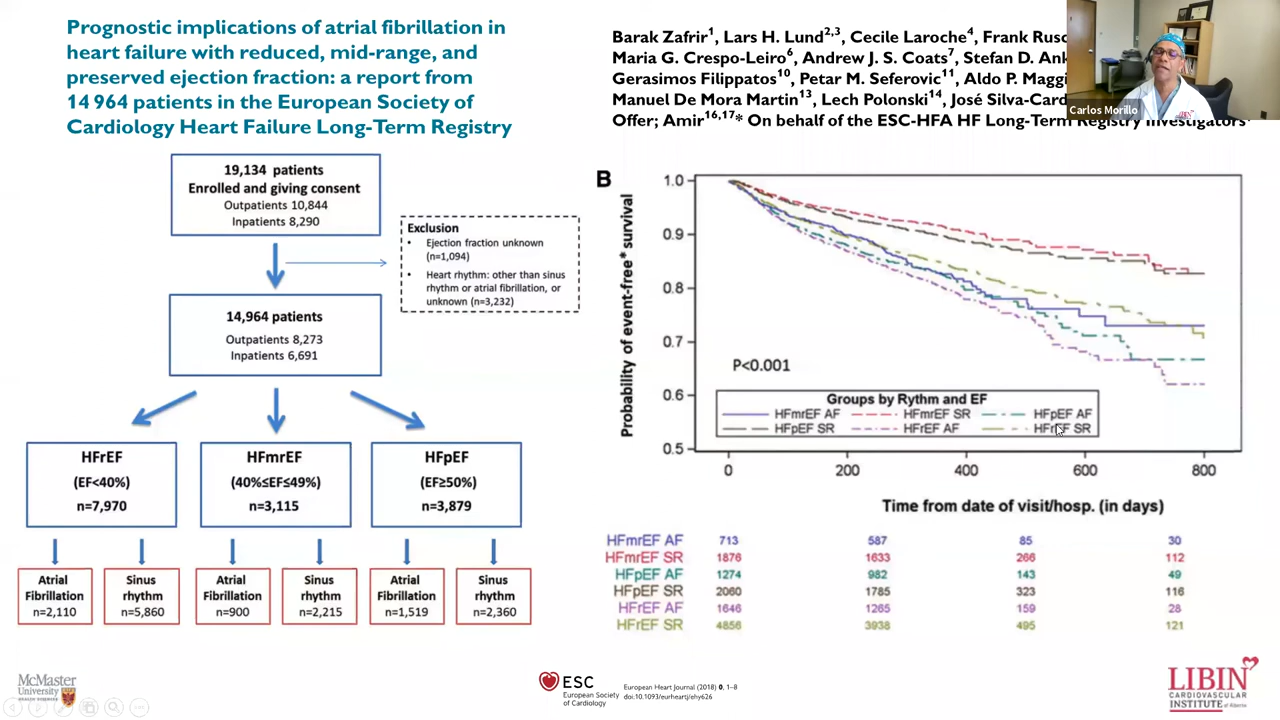 Prognostic implications of atrial fibrillation in
heart failure with reduced, mid-range, and
preserved ejection fraction: a report from
14 964 patients in the European Society of
Cardiology Heart Failure Long-Term Registry
Barak Zafrir1, Lars H. Lund2,3, Cecile Laroche4, Frank
Maria G. Crespo-Leiro6, Andrew J. S. Coats7, Stefan D.
Gerasimos Filippatos10, Petar M. Seferovic11, Aldo P.
Manuel De Mora Martin13, Lech Polonski14, José
Offer; Amir16,17* On behalf of the ESC-HFA HF Long-Term Registry Investigators
Carlos Morillo
LIBIN
19,134 patients
Enrolled and giving consent
Outpatients 10,844
Inpatients 8,290
Exclusion
• Ejection fraction unknown
(n=1,094)
• Heart rhythm: other than sinus
rhythm or atrial fibrillation, or
unknown (n=3,232)
14,964 patients
Outpatients 8,273
Inpatients 6,691
HFrEF
(EF<40%)
n=7,970
HFmrEF
(40%≤EF≤49%)
n=3,115
HFpEF
(EF≥50%)
n=3,879
Atrial
Fibrillation
n=2,110
Sinus
rhythm
n=5,860
Atrial
Fibrillation
n=900
Sinus
rhythm
n=2,215
Atrial
Fibrillation
n=1,519
Sinus
rhythm
n=2,360
B
Probability of event-free* survival
1.0
0.9
0.8
0.7
0.6
0.5
P<0.001
Groups by Rythm and EF
HFmrEF AF HFmrEF SR HFpEF AF
HFpEF SR HFrEF AF HFrEF SR
0 200 400 600 800
Time from date of visit/hosp. (in days)
HFmrEF AF 713 587 85 30
HFmrEF SR 1876 1633 266 112
HFpEF AF 1274 982 143 49
HFpEF SR 2060 1785 323 116
HFrEF AF 1646 1265 159 28
HFrEF SR 4856 3938 495 121
McMaster
University
HEALTH SCIENCES
ESC
European Society
of Cardiology
European Heart Journal (2018) 0, 1–8
doi:10.1093/eurheartj/ehy626
LIBIN
CARDIOVASCULAR
INSTITUTE of Alberta